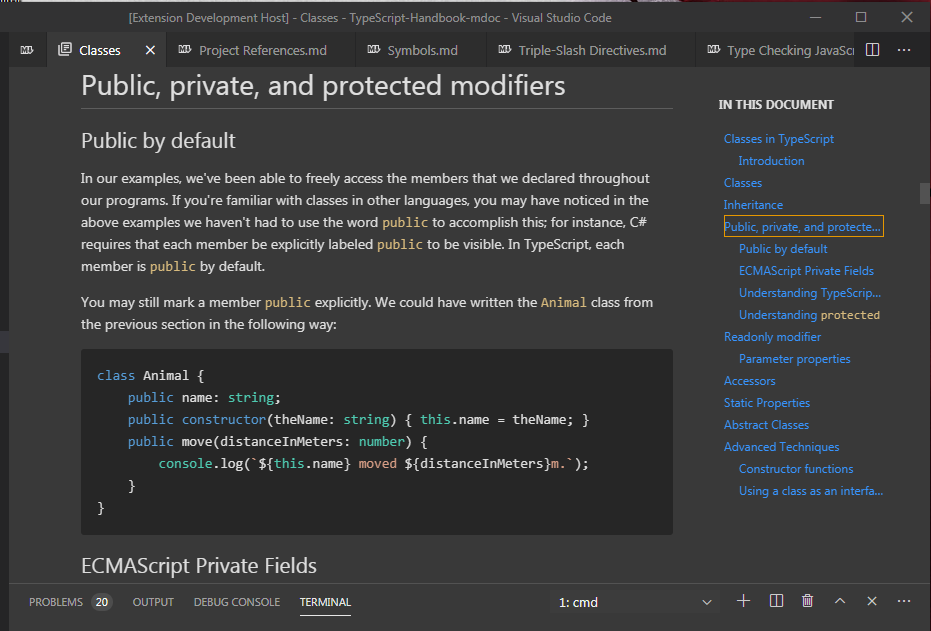 [Extension Development Host] - Classes - TypeScript-Handbook-mdoc - Visual Studio Code
Classes
Project References.md
Symbols.md
Triple-Slash Directives.md
Type Checking JavaSc
Public, private, and protected modifiers
Public by default
In our examples, we've been able to freely access the members that we declared throughout
our programs. If you're familiar with classes in other languages, you may have noticed in the
above examples we haven't had to use the word public to accomplish this; for instance, C#
requires that each member be explicitly labeled public to be visible. In TypeScript, each
member is public by default.
You may still mark a member public explicitly. We could have written the Animal class from
the previous section in the following way:
class Animal {
    public name: string;
    public constructor(theName: string) { this.name = theName; }
    public move(distanceInMeters: number) {
        console.log(`${this.name} moved ${distanceInMeters}m.`);
    }
}
ECMAScript Private Fields
IN THIS DOCUMENT
Classes in TypeScript
Introduction
Classes
Inheritance
Public, private, and protecte...
Public by default
ECMAScript Private Fields
Understanding TypeScrip...
Understanding protected
Readonly modifier
Parameter properties
Accessors
Static Properties
Abstract Classes
Advanced Techniques
Constructor functions
Using a class as an interfa...
PROBLEMS 20 OUTPUT DEBUG CONSOLE TERMINAL 1: cmd